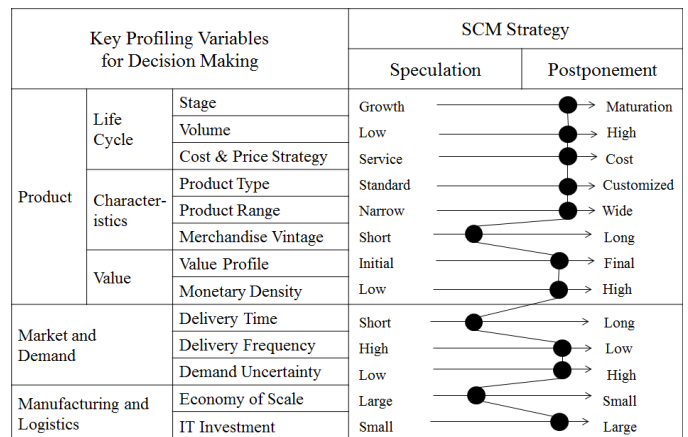 Key Profiling Variables
for Decision Making
SCM Strategy
Speculation Postponement
Product
Life
Cycle
Stage Growth Maturation
Volume Low High
Cost & Price Strategy Service Cost
Character-
istics
Product Type Standard Customized
Product Range Narrow Wide
Merchandise Vintage Short Long
Value
Value Profile Initial Final
Monetary Density Low High
Market and
Demand
Delivery Time Short Long
Delivery Frequency High Low
Demand Uncertainty Low High
Manufacturing and
Logistics
Economy of Scale Large Small
IT Investment Small Large